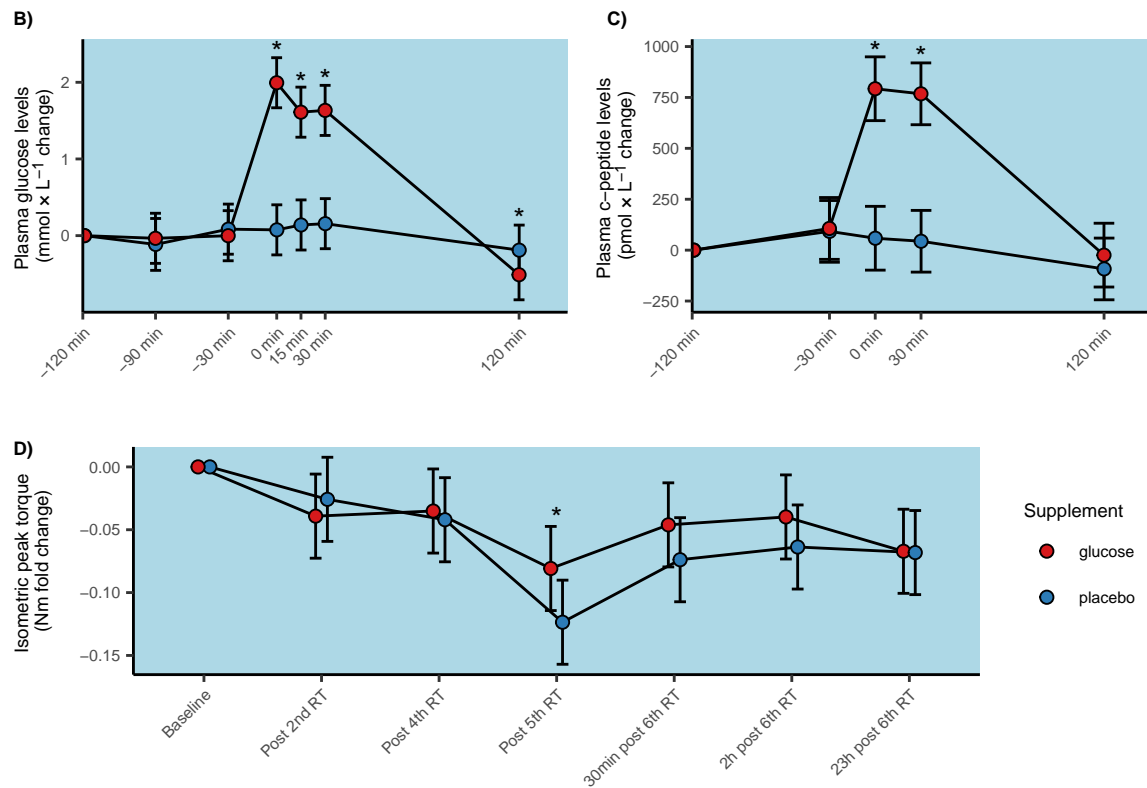 B)
Plasma glucose levels
(mmol × L⁻¹ change)
2
1
0
*
*
*
*
−120 min
−90 min
−30 min
0 min
15 min
30 min
120 min
C)
Plasma c−peptide levels
(pmol × L⁻¹ change)
1000
750
500
250
0
−250
*
*
−120 min
−30 min
0 min
30 min
120 min
D)
Isometric peak torque
(Nm fold change)
0.00
−0.05
−0.10
−0.15
*
Baseline
Post 2nd RT
Post 4th RT
Post 5th RT
30min post 6th RT
2h post 6th RT
23h post 6th RT
Supplement
glucose
placebo